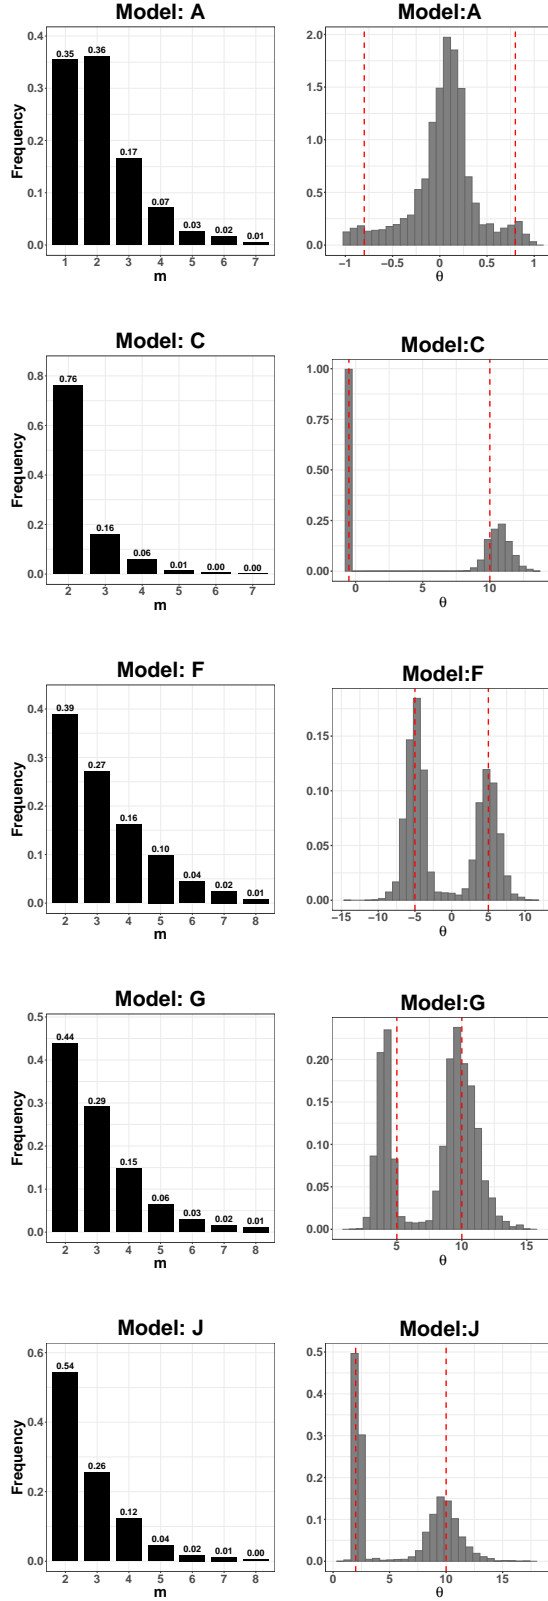 Model: A
Frequency
0.4
0.3
0.2
0.1
0.0
0.35
0.36
0.17
0.07
0.03
0.02
0.01
1 2 3 4 5 6 7
m
Model:A
2.0
1.5
1.0
0.5
0.0
−1 −0.5 0 0.5 1
θ
Model: C
Frequency
0.8
0.6
0.4
0.2
0.0
0.76
0.16
0.06
0.01
0.00
0.00
2 3 4 5 6 7
m
Model:C
1.00
0.75
0.50
0.25
0.00
0 5 10
θ
Model: F
Frequency
0.4
0.3
0.2
0.1
0.0
0.39
0.27
0.16
0.10
0.04
0.02
0.01
2 3 4 5 6 7 8
m
Model:F
0.15
0.10
0.05
0.00
−15 −10 −5 0 5 10
θ
Model: G
Frequency
0.5
0.4
0.3
0.2
0.1
0.0
0.44
0.29
0.15
0.06
0.03
0.02
0.01
2 3 4 5 6 7 8
m
Model:G
0.20
0.15
0.10
0.05
0.00
5 10 15
θ
Model: J
Frequency
0.6
0.4
0.2
0.0
0.54
0.26
0.12
0.04
0.02
0.01
0.00
2 3 4 5 6 7 8
m
Model:J
0.5
0.4
0.3
0.2
0.1
0.0
0 5 10 15
θ